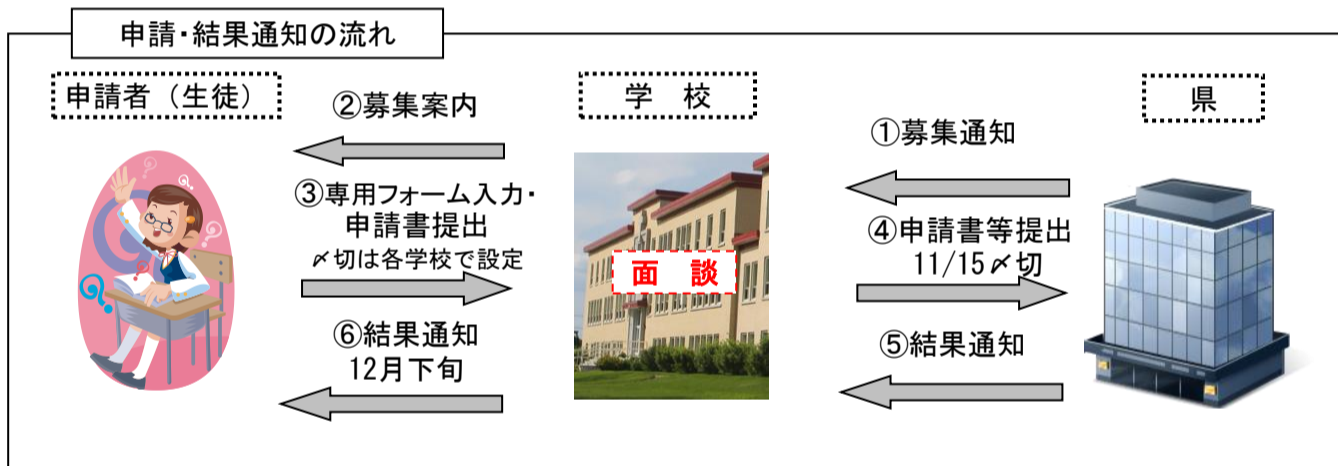 申請・結果通知の流れ
申請者（生徒）
学　校
県
①募集通知
②募集案内
③専用フォーム入力・
申請書提出
〆切は各学校で設定
④申請書等提出
11/15〆切
面　談
⑤結果通知
⑥結果通知
12月下旬